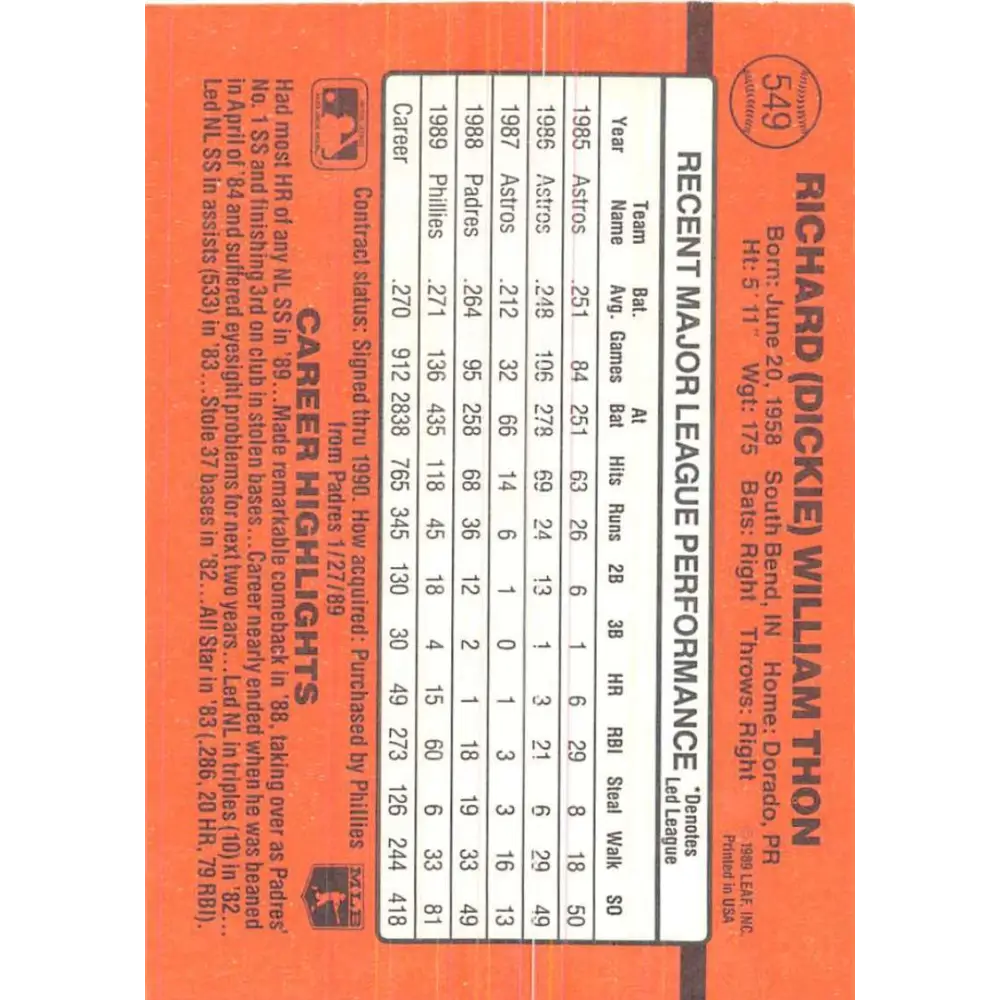 549
RICHARD (DICKIE) WILLIAM THON
Born: June 20, 1958 South Bend, IN Home: Dorado, PR
Ht: 5'11" Wgt: 175 Bats: Right Throws: Right
© 1989 LEAF, INC.
Printed in USA
RECENT MAJOR LEAGUE PERFORMANCE
*Denotes
Led League
Year Team Name Bat. Avg. Games At Bat Hits Runs 2B 3B HR RBI Steal Walk SO
1985 Astros .251 84 251 63 26 6 1 6 29 8 18 50
1986 Astros .248 106 278 69 24 13 1 3 21 6 29 49
1987 Astros .212 32 66 14 6 1 0 1 3 3 16 13
1988 Padres .264 95 258 68 36 12 2 1 18 19 33 49
1989 Phillies .271 136 435 118 45 18 4 15 60 6 33 81
Career .270 912 2838 765 345 130 30 49 273 126 244 418
Contract status: Signed thru 1990. How acquired: Purchased by Phillies
from Padres 1/27/89
MLB
CAREER HIGHLIGHTS
Had most HR of any NL SS in '89...Made remarkable comeback in '88, taking over as Padres'
No. 1 SS and finishing 3rd on club in stolen bases...Career nearly ended when he was beaned
in April of '84 and suffered eyesight problems for next two years...Led NL in triples (10) in '82...
Led NL SS in assists (533) in '83...Stole 37 bases in '82...All Star in '83 (.286, 20 HR, 79 RBI).